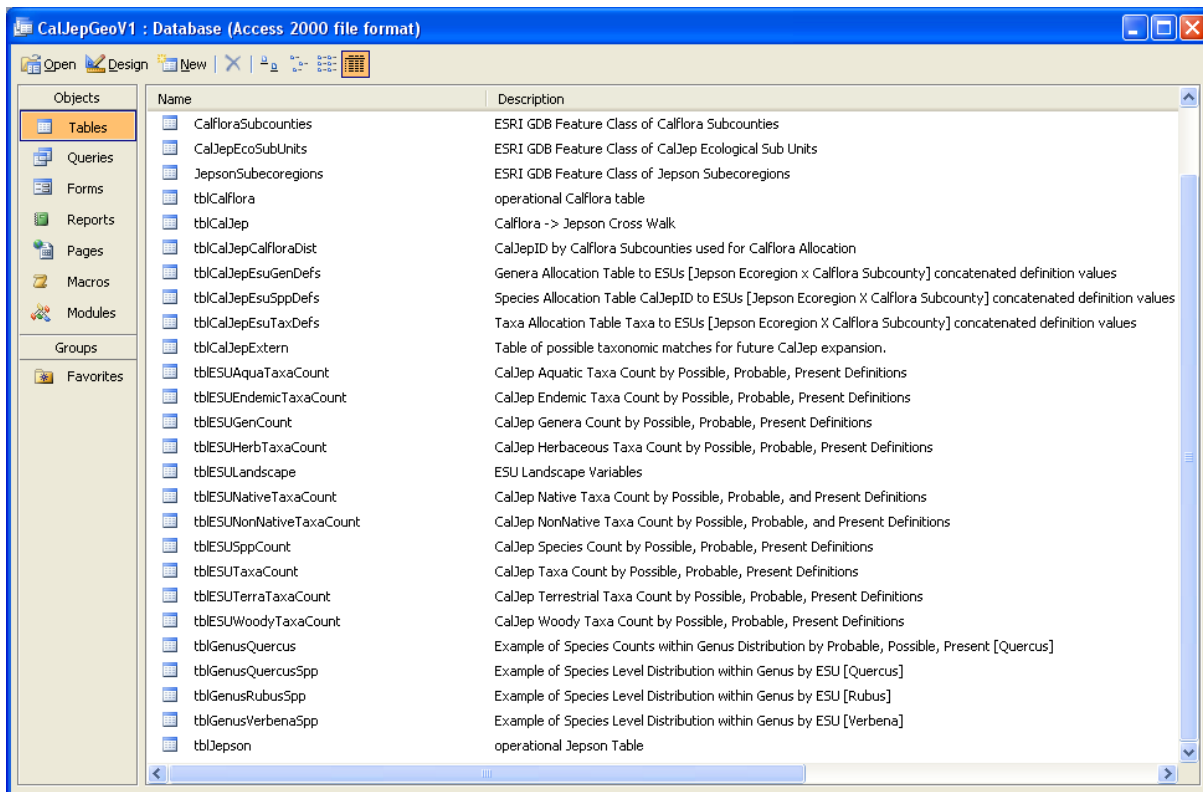 CalJepGeoV1 : Database (Access 2000 file format)
Open Design New
Objects Name Description
Tables CalfloraSubcounties ESRI GDB Feature Class of Calflora Subcounties
CalJepEcoSubUnits ESRI GDB Feature Class of CalJep Ecological Sub Units
Queries
JepsonSubecoregions ESRI GDB Feature Class of Jepson Subecoregions
Forms
tblCalflora operational Calflora table
Reports tblCalJep Calflora -> Jepson Cross Walk
Pages tblCalJepCalfloraDist CalJepID by Calflora Subcounties used for Calflora Allocation
tblCalJepEsuGenDefs Genera Allocation Table to ESUs [Jepson Ecoregion x Calflora Subcounty] concatenated definition values
Macros
tblCalJepEsuSppDefs Species Allocation Table CalJepID to ESUs [Jepson Ecoregion X Calflora Subcounty] concatenated definition values
Modules tblCalJepEsuTaxDefs Taxa Allocation Table Taxa to ESUs [Jepson Ecoregion X Calflora Subcounty] concatenated definition values
Groups tblCalJepExtern Table of possible taxonomic matches for future CalJep expansion.
Favorites tblESUAquaTaxaCount CalJep Aquatic Taxa Count by Possible, Probable, Present Definitions
tblESUEndemicTaxaCount CalJep Endemic Taxa Count by Possible, Probable, Present Definitions
tblESUGenCount CalJep Genera Count by Possible, Probable, Present Definitions
tblESUHerbTaxaCount CalJep Herbaceous Taxa Count by Possible, Probable, Present Definitions
tblESULandscape ESU Landscape Variables
tblESUNativeTaxaCount CalJep Native Taxa Count by Possible, Probable, and Present Definitions
tblESUNonNativeTaxaCount CalJep NonNative Taxa Count by Possible, Probable, and Present Definitions
tblESUSppCount CalJep Species Count by Possible, Probable, Present Definitions
tblESUTaxaCount CalJep Taxa Count by Possible, Probable, Present Definitions
tblESUTerraTaxaCount CalJep Terrestrial Taxa Count by Possible, Probable, Present Definitions
tblESUWoodyTaxaCount CalJep Woody Taxa Count by Possible, Probable, Present Definitions
tblGenusQuercus Example of Species Counts within Genus Distribution by Probable, Possible, Present [Quercus]
tblGenusQuercusSpp Example of Species Level Distribution within Genus by ESU [Quercus]
tblGenusRubusSpp Example of Species Level Distribution within Genus by ESU [Rubus]
tblGenusVerbenaSpp Example of Species Level Distribution within Genus by ESU [Verbena]
tblJepson operational Jepson Table